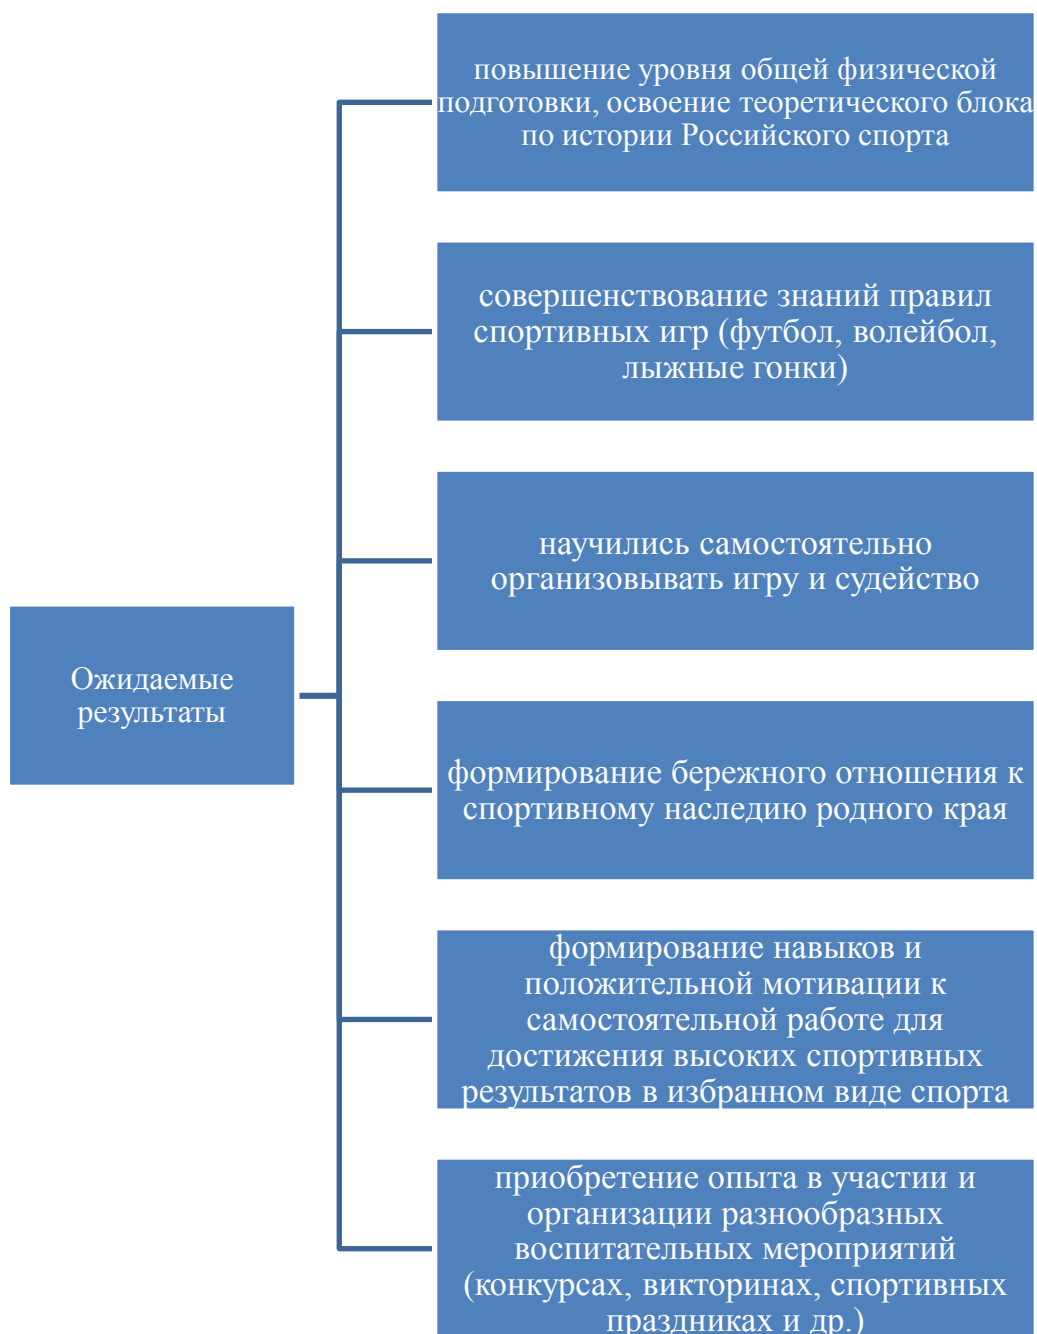 повышение уровня общей физической
подготовки, освоение теоретического блока
по истории Российского спорта
совершенствование знаний правил
спортивных игр (футбол, волейбол,
лыжные гонки)
научились самостоятельно
организовывать игру и судейство
Ожидаемые
результаты
формирование бережного отношения к
спортивному наследию родного края
формирование навыков и
положительной мотивации к
самостоятельной работе для
достижения высоких спортивных
результатов в избранном виде спорта
приобретение опыта в участии и
организации разнообразных
воспитательных мероприятий
(конкурсах, викторинах, спортивных
праздниках и др.)